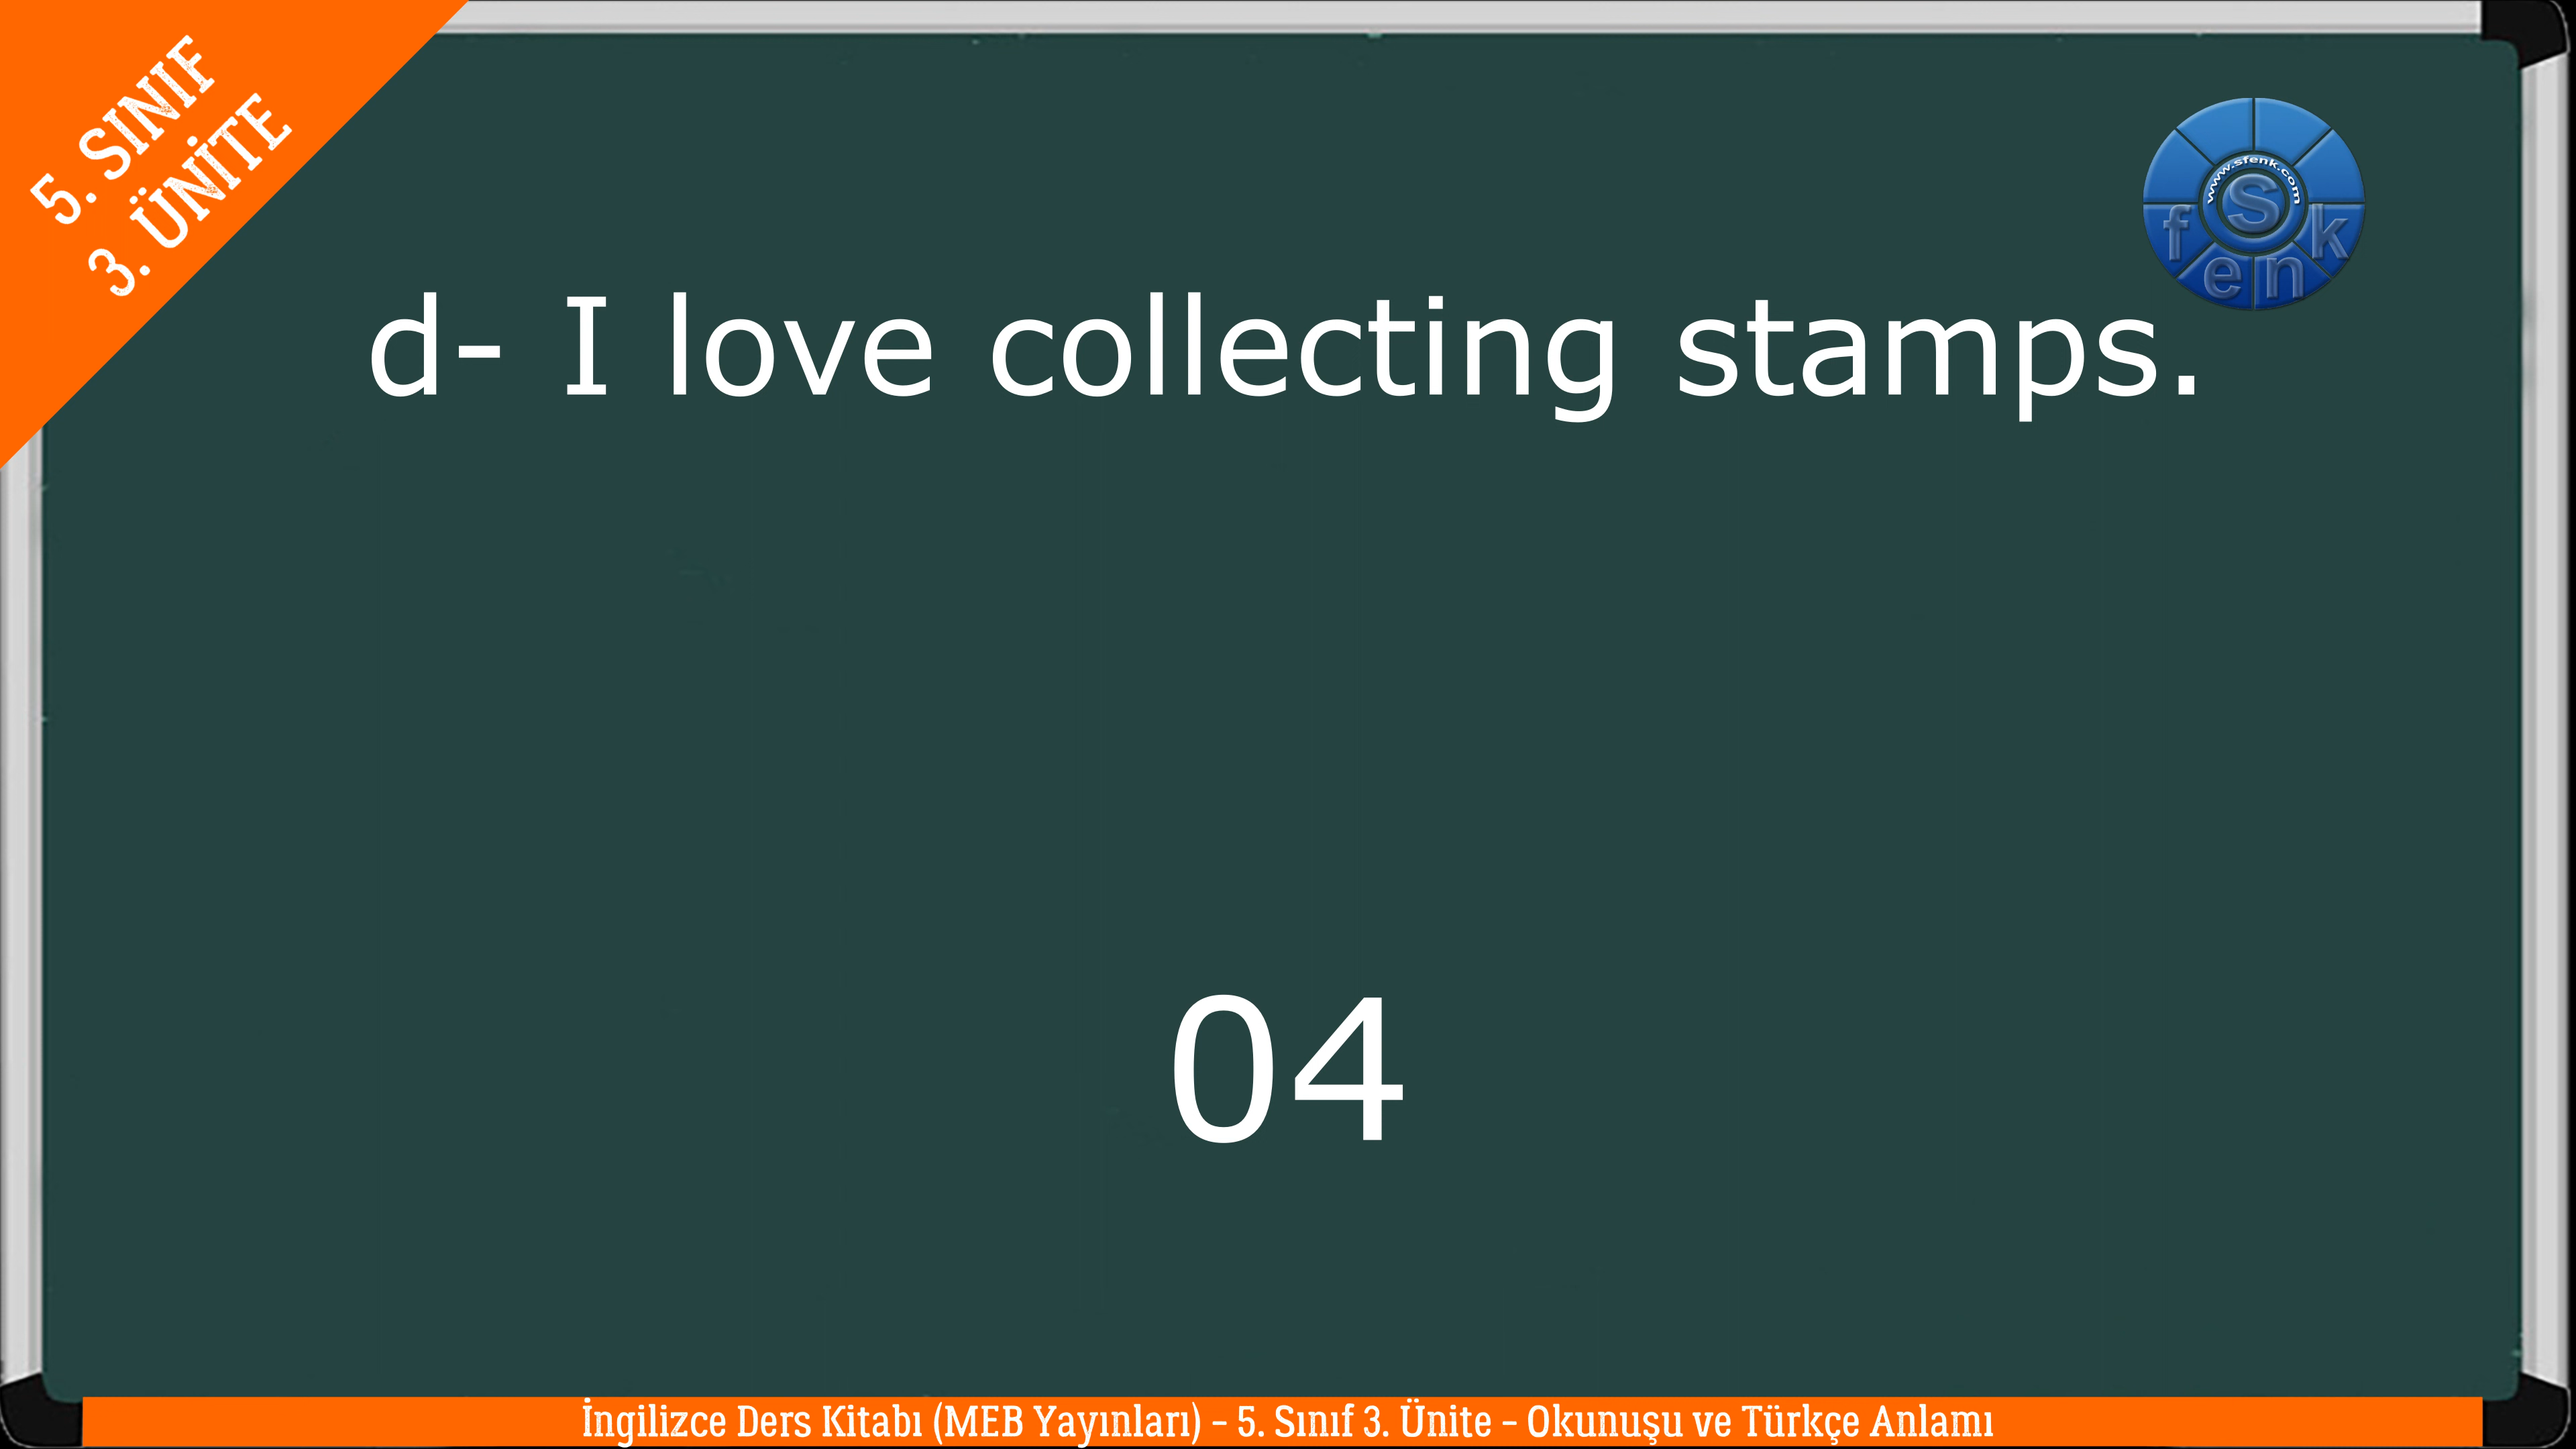 5. SINIF
3. ÜNİTE
www.sfenk.com
S
f e n k
d- I love collecting stamps.
04
İngilizce Ders Kitabı (MEB Yayınları) – 5. Sınıf 3. Ünite – Okunuşu ve Türkçe Anlamı